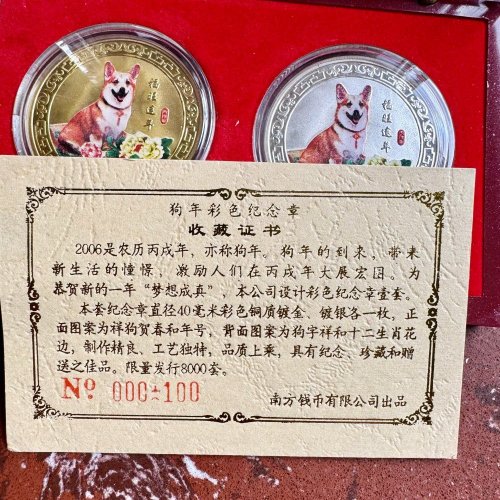 福旺逢年
福旺逢年
狗年彩色纪念章
收藏证书
2006是农历丙戌年，亦称狗年。狗年的到来，带来
新生活的憧憬，激励人们在丙戌年大展宏图。为
恭贺新的一年“梦想成真”，本公司设计彩色纪念章壹套。
本套纪念章直径40毫米彩色铜质镀金、镀银各一枚，正
面图案为祥狗贺春和年号，背面图案为狗字祥和十二生肖花
边，制作精良、工艺独特，品质上乘，具有纪念 珍藏和赠
送之佳品。限量发行8000套。
No 000100
南方钱币有限公司出品